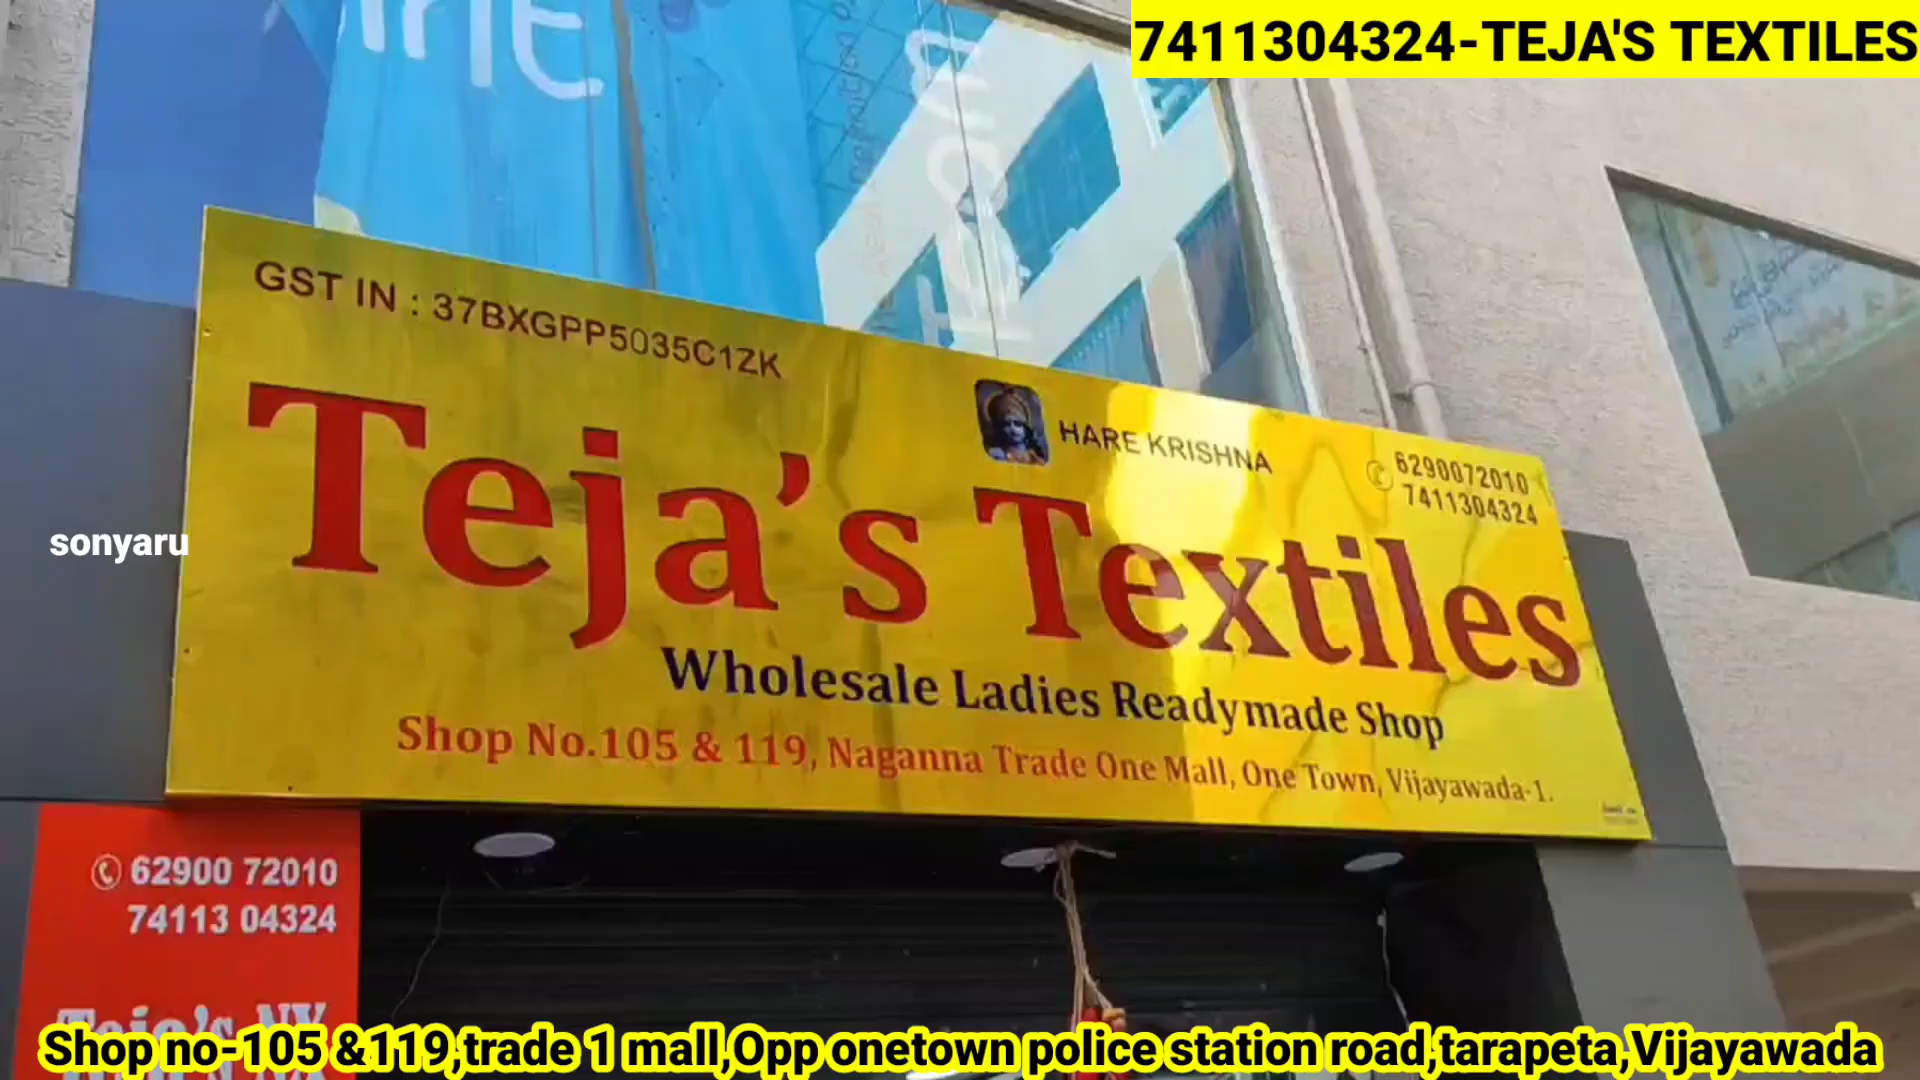 7411304324-TEJA'S TEXTILES
GST IN : 37BXGPP5035C1ZK
HARE KRISHNA
6290072010
7411304324
Teja's Textiles
sonyaru
Wholesale Ladies Readymade Shop
Shop No.105 & 119, Naganna Trade One Mall, One Town, Vijayawada-1.
62900 72010
74113 04324
Teja's NX
Shop no-105 &119,trade 1 mall,Opp onetown police station road,tarapeta,Vijayawada